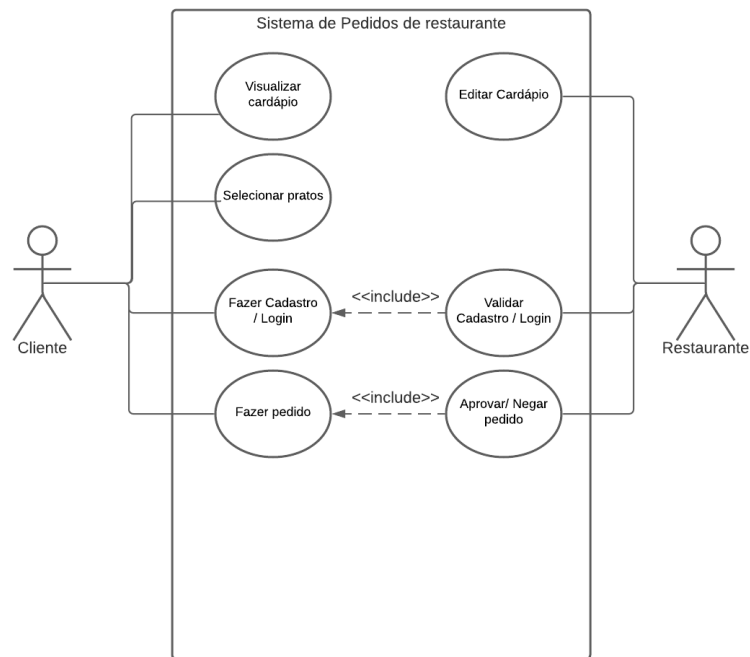 Sistema de Pedidos de restaurante
Visualizar
cardápio
Editar Cardápio
Selecionar pratos
Fazer Cadastro
/ Login
<<include>>
Validar
Cadastro / Login
Cliente
Restaurante
Fazer pedido
<<include>>
Aprovar/ Negar
pedido